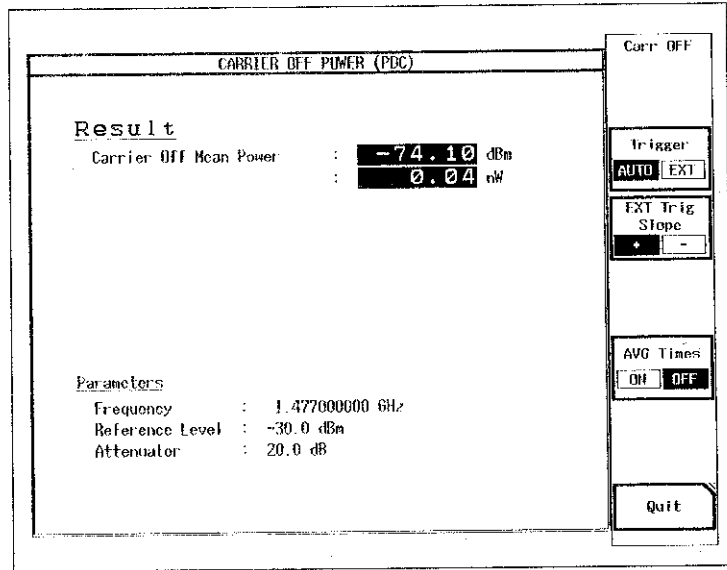 CARRIER OFF POWER (PDC)
Result
Carrier Off Mean Power : -74.10 dBm
: 0.04 nW
Parameters
Frequency : 1.477000000 GHz
Reference Level : -30.0 dBm
Attenuator : 20.0 dB
Carr OFF
Trigger
AUTO EXT
EXT Trig
Slope
+ -
AVG Times
ON OFF
Quit